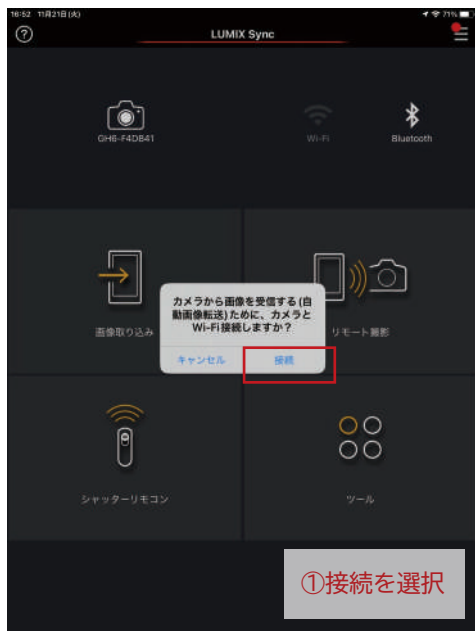 16:52 11月21日(火)
71%
LUMIX Sync
GH6-F4DB41
Wi-Fi
Bluetooth
カメラから画像を受信する(自
動画像転送)ために、カメラと
Wi-Fi接続しますか?
キャンセル
接続
画像取り込み
リモート撮影
シャッターリモコン
ツール
①接続を選択